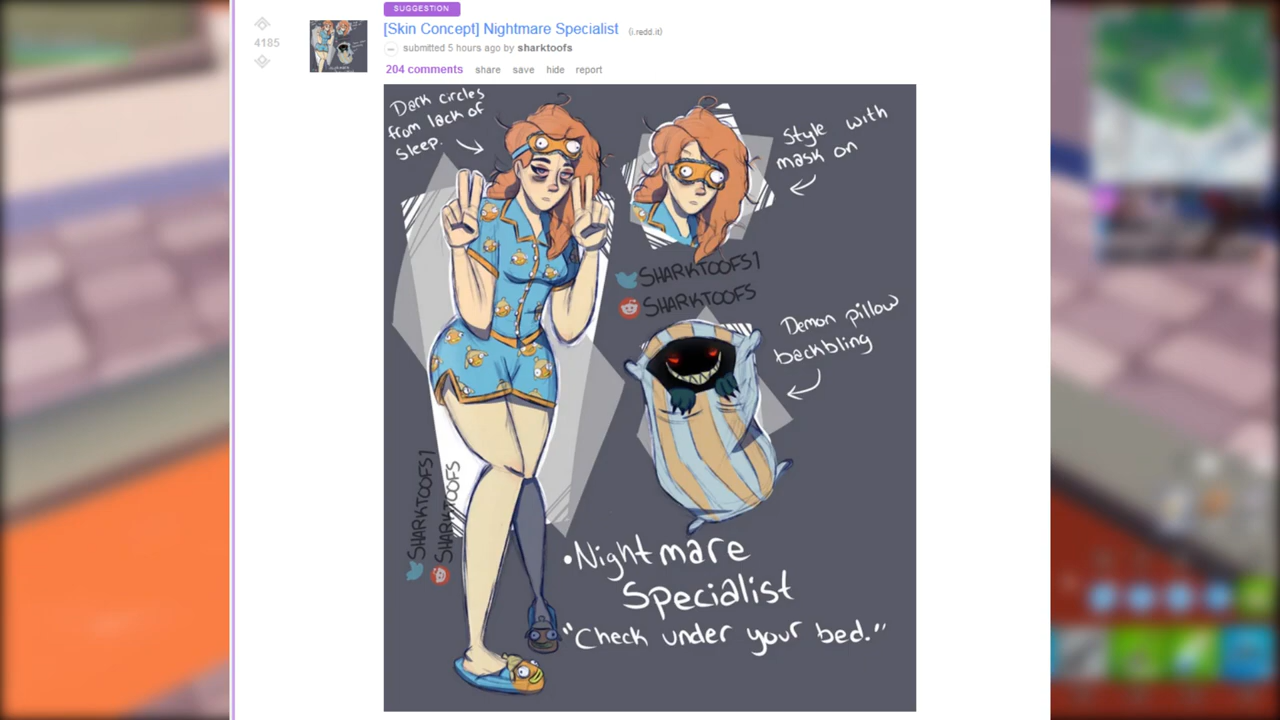 SUGGESTION
[Skin Concept] Nightmare Specialist (i.redd.it)
4185
submitted 5 hours ago by sharktoofs
204 comments share save hide report
Dark circles
from lack of
sleep.
Style with
mask on
SHARKTOOFS1
SHARKTOOFS
Demon pillow
backbling
SHARKTOOFS1
SHARKTOOFS
•Nightmare
Specialist
"Check under your bed."